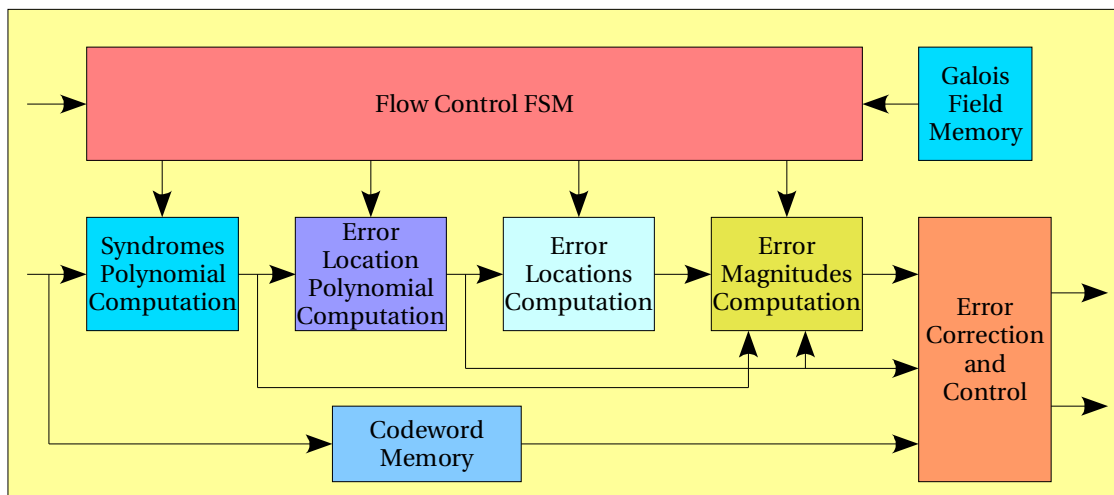 Flow Control FSM
Galois
Field
Memory
Syndromes
Polynomial
Computation
Error
Location
Polynomial
Computation
Error
Locations
Computation
Error
Magnitudes
Computation
Error
Correction
and
Control
Codeword
Memory